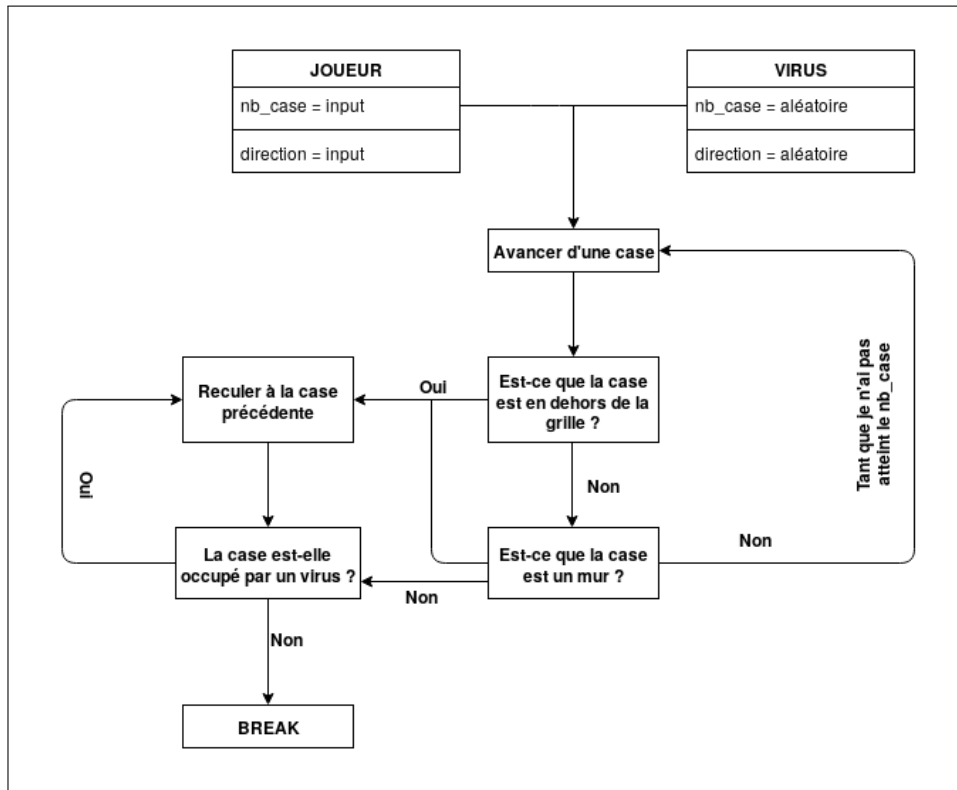 JOUEUR
nb_case = input
direction = input
VIRUS
nb_case = aléatoire
direction = aléatoire
Avancer d'une case
Est-ce que la case
est en dehors de la
grille ?
Oui
Reculer à la case
précédente
Tant que je n'ai pas
atteint le nb_case
Oui
Non
La case est-elle
occupé par un virus ?
Est-ce que la case
est un mur ?
Non
Non
Non
BREAK